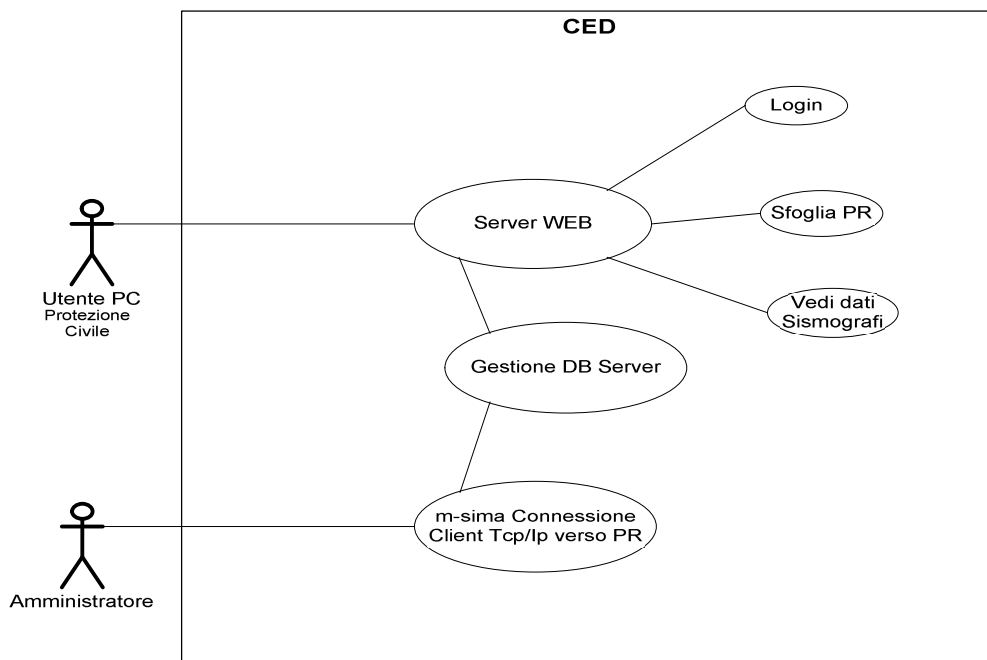 CED
Login
Server WEB
Sfoglia PR
Utente PC
Protezione
Civile
Vedi dati
Sismografi
Gestione DB Server
m-sima Connessione
Client Tcp/Ip verso PR
Amministratore